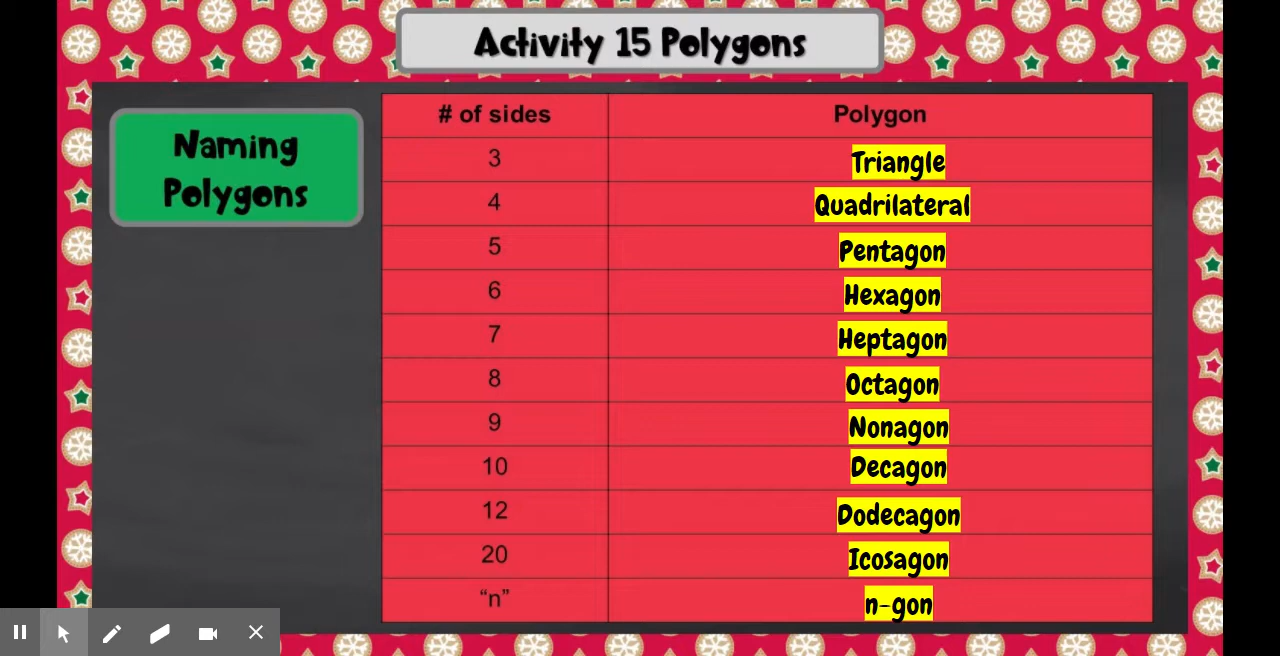 Activity 15 Polygons
Naming
Polygons
# of sides Polygon
3 Triangle
4 Quadrilateral
5 Pentagon
6 Hexagon
7 Heptagon
8 Octagon
9 Nonagon
10 Decagon
12 Dodecagon
20 Icosagon
“n” n-gon